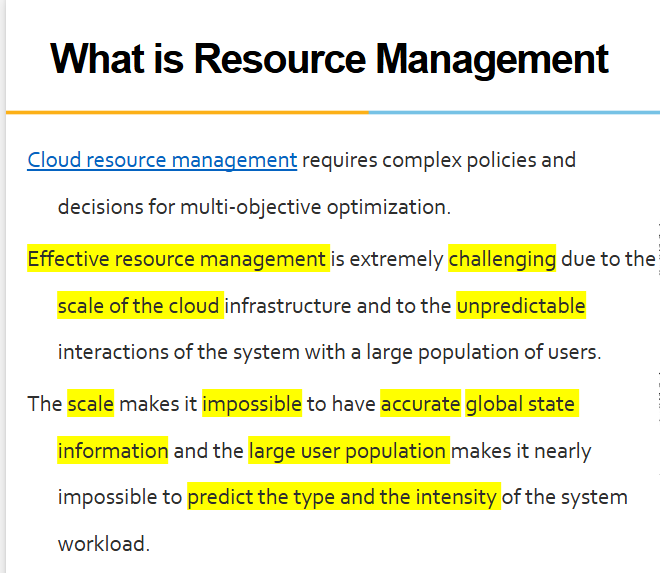 What is Resource Management
Cloud resource management requires complex policies and
decisions for multi-objective optimization.
Effective resource management is extremely challenging due to the
scale of the cloud infrastructure and to the unpredictable
interactions of the system with a large population of users.
The scale makes it impossible to have accurate global state
information and the large user population makes it nearly
impossible to predict the type and the intensity of the system
workload.